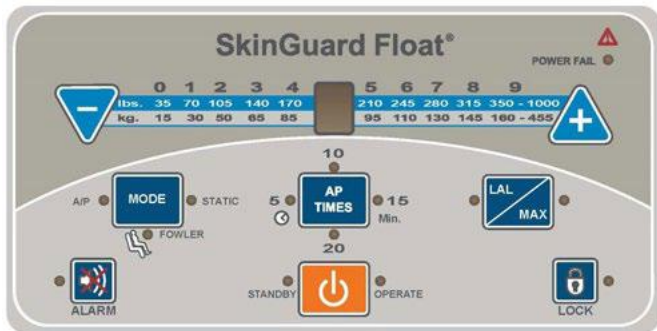 SkinGuard Float®
POWER FAIL
0 1 2 3 4 5 6 7 8 9
lbs. 35 70 105 140 170 210 245 280 315 350 - 1000
kg. 15 30 50 65 85 95 110 130 145 160 - 455
10
A/P MODE STATIC 5 AP TIMES 15 Min. LAL MAX
FOWLER
20
STANDBY OPERATE
ALARM LOCK